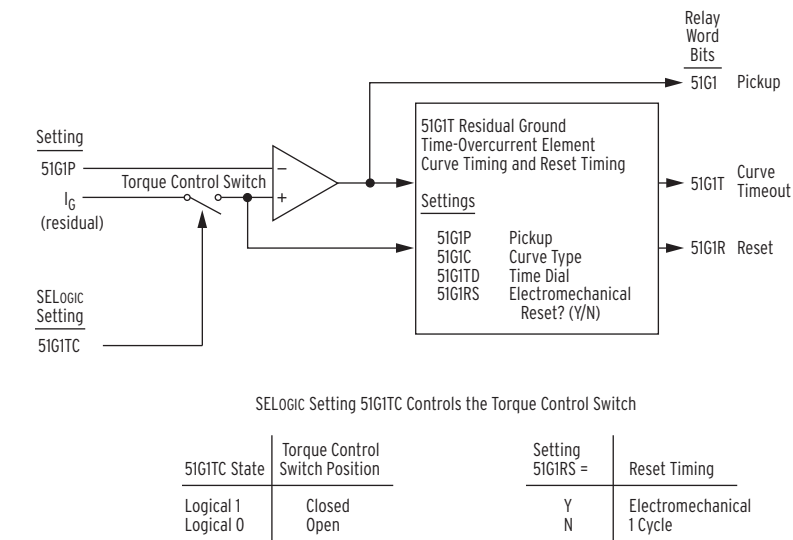 Relay
Word
Bits
51G1 Pickup
51G1T Residual Ground
Time-Overcurrent Element
Curve Timing and Reset Timing
Setting
51G1P
Torque Control Switch
IG
(residual)
–
+
51G1T Curve
Timeout
Settings
51G1P Pickup
51G1C Curve Type
51G1TD Time Dial
51G1RS Electromechanical
Reset? (Y/N)
51G1R Reset
SELOGIC
Setting
51G1TC
SELOGIC Setting 51G1TC Controls the Torque Control Switch
51G1TC State
Torque Control
Switch Position
Logical 1 Closed
Logical 0 Open
Setting
51G1RS = Reset Timing
Y Electromechanical
N 1 Cycle